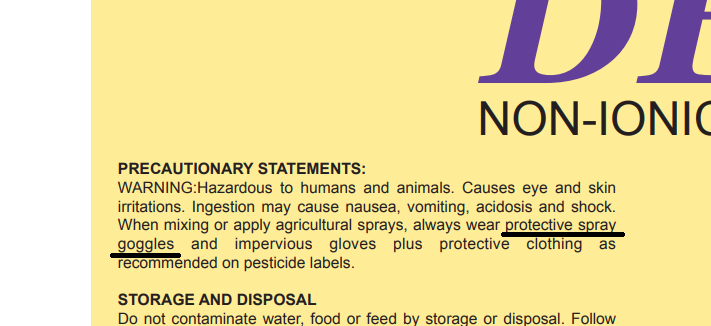 NON-IONIC
PRECAUTIONARY STATEMENTS:
WARNING:Hazardous to humans and animals. Causes eye and skin
irritations. Ingestion may cause nausea, vomiting, acidosis and shock.
When mixing or apply agricultural sprays, always wear protective spray
goggles and impervious gloves plus protective clothing as
recommended on pesticide labels.
STORAGE AND DISPOSAL
Do not contaminate water, food or feed by storage or disposal. Follow